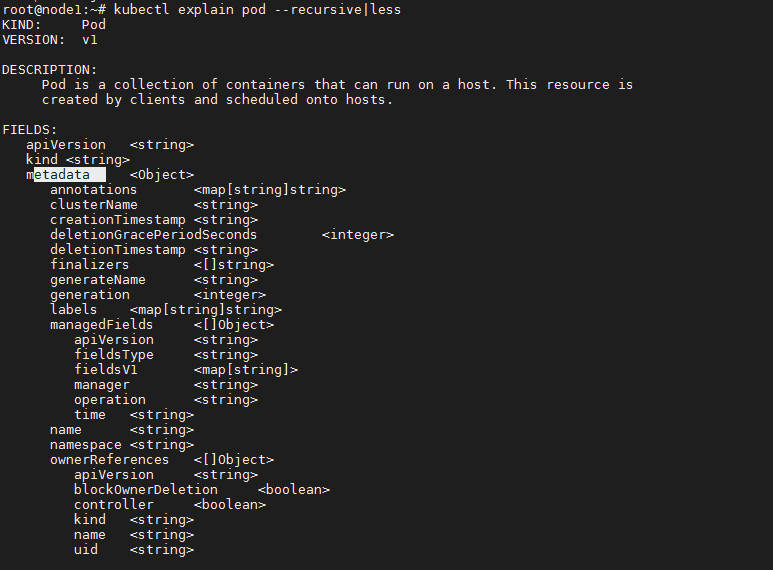 root@node1:~# kubectl explain pod --recursive|less
KIND:     Pod
VERSION:  v1
DESCRIPTION:
     Pod is a collection of containers that can run on a host. This resource is
     created by clients and scheduled onto hosts.
FIELDS:
   apiVersion   <string>
   kind <string>
   metadata     <Object>
      annotations       <map[string]string>
      clusterName       <string>
      creationTimestamp <string>
      deletionGracePeriodSeconds        <integer>
      deletionTimestamp <string>
      finalizers        <[]string>
      generateName      <string>
      generation        <integer>
      labels    <map[string]string>
      managedFields     <[]Object>
         apiVersion     <string>
         fieldsType     <string>
         fieldsV1       <map[string]>
         manager        <string>
         operation      <string>
         time   <string>
      name      <string>
      namespace <string>
      ownerReferences   <[]Object>
         apiVersion     <string>
         blockOwnerDeletion     <boolean>
         controller     <boolean>
         kind   <string>
         name   <string>
         uid    <string>